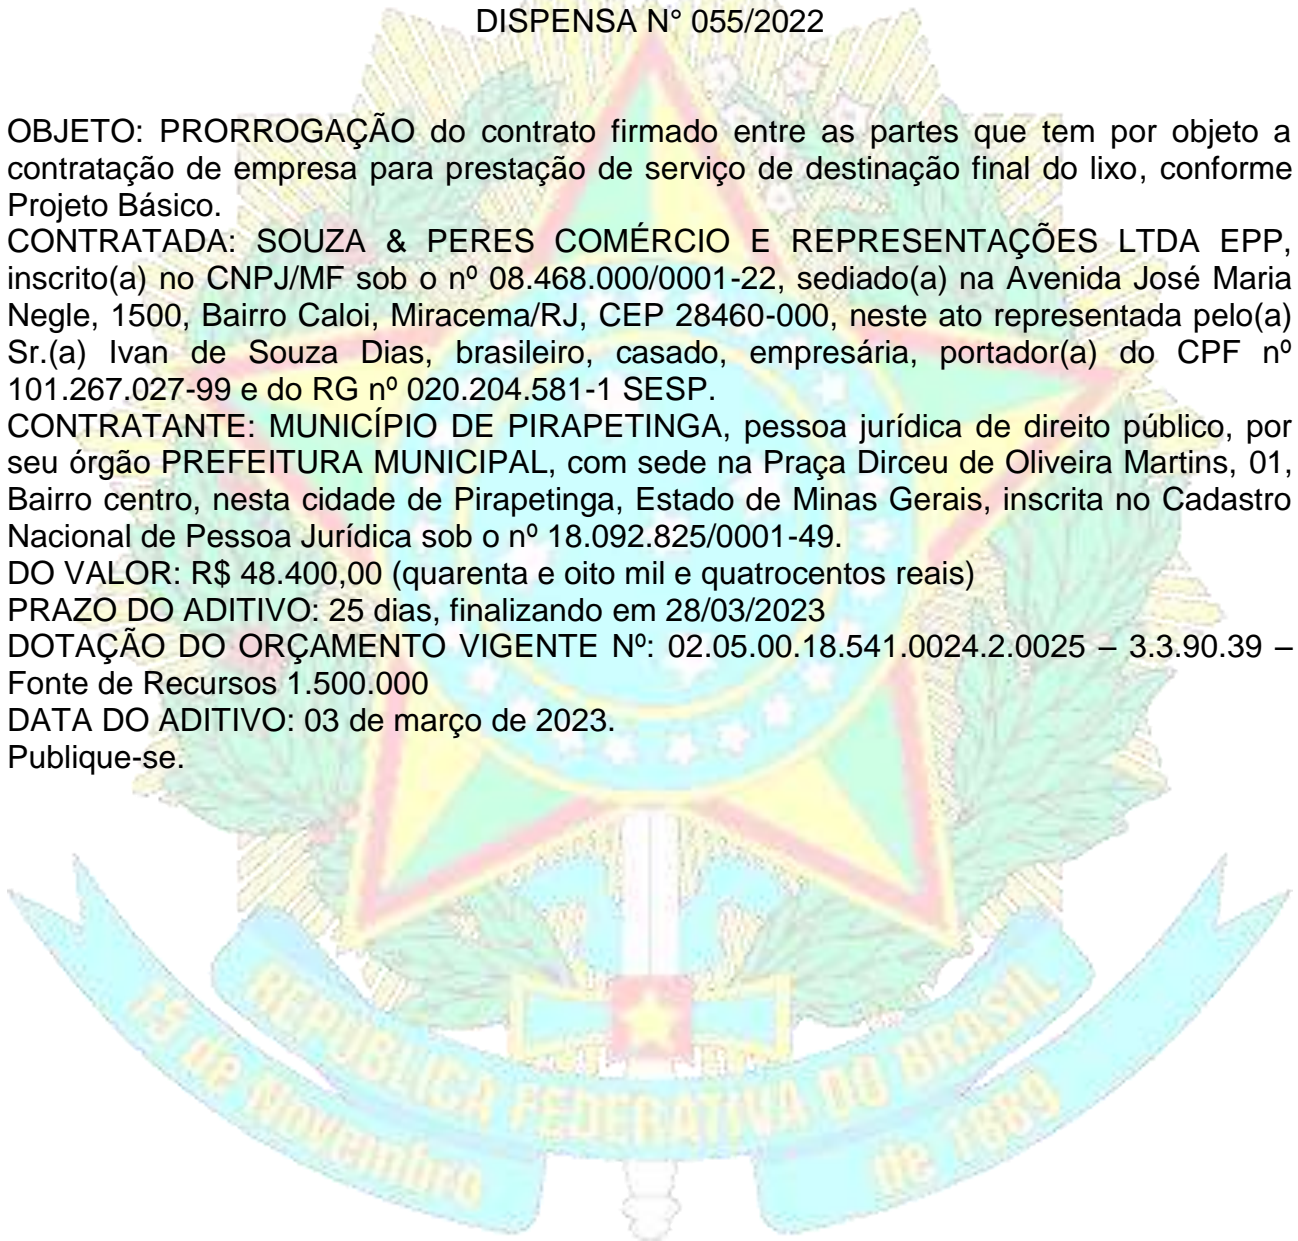 DISPENSA N° 055/2022
OBJETO: PRORROGAÇÃO do contrato firmado entre as partes que tem por objeto a
contratação de empresa para prestação de serviço de destinação final do lixo, conforme
Projeto Básico.
CONTRATADA: SOUZA & PERES COMÉRCIO E REPRESENTAÇÕES LTDA EPP,
inscrito(a) no CNPJ/MF sob o nº 08.468.000/0001-22, sediado(a) na Avenida José Maria
Negle, 1500, Bairro Caloi, Miracema/RJ, CEP 28460-000, neste ato representada pelo(a)
Sr.(a) Ivan de Souza Dias, brasileiro, casado, empresária, portador(a) do CPF nº
101.267.027-99 e do RG nº 020.204.581-1 SESP.
CONTRATANTE: MUNICÍPIO DE PIRAPETINGA, pessoa jurídica de direito público, por
seu órgão PREFEITURA MUNICIPAL, com sede na Praça Dirceu de Oliveira Martins, 01,
Bairro centro, nesta cidade de Pirapetinga, Estado de Minas Gerais, inscrita no Cadastro
Nacional de Pessoa Jurídica sob o nº 18.092.825/0001-49.
DO VALOR: R$ 48.400,00 (quarenta e oito mil e quatrocentos reais)
PRAZO DO ADITIVO: 25 dias, finalizando em 28/03/2023
DOTAÇÃO DO ORÇAMENTO VIGENTE Nº: 02.05.00.18.541.0024.2.0025 – 3.3.90.39 –
Fonte de Recursos 1.500.000
DATA DO ADITIVO: 03 de março de 2023.
Publique-se.
REPÚBLICA FEDERATIVA DO BRASIL
15 de Novembro de 1889